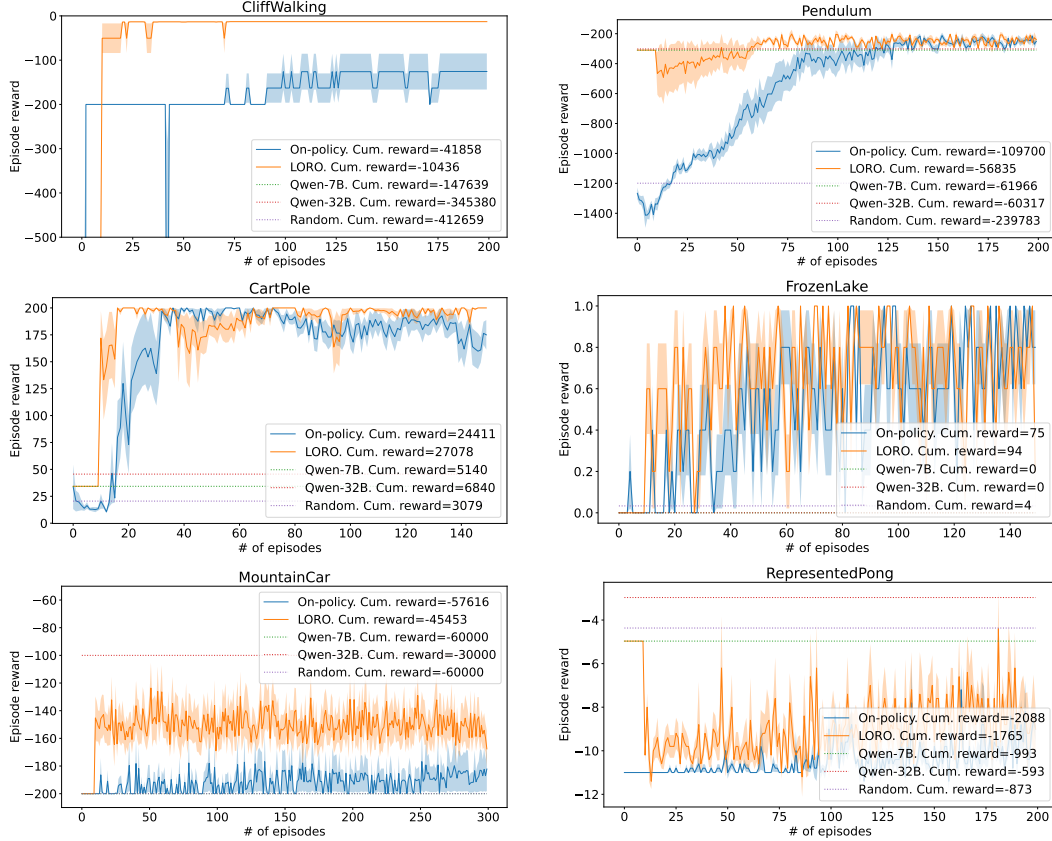 CliffWalking
Episode reward
0
−100
−200
−300
−400
−500
On-policy. Cum. reward=-41858
LORO. Cum. reward=-10436
Qwen-7B. Cum. reward=-147639
Qwen-32B. Cum. reward=-345380
Random. Cum. reward=-412659
0 25 50 75 100 125 150 175 200
# of episodes
Pendulum
Episode reward
−200
−400
−600
−800
−1000
−1200
−1400
On-policy. Cum. reward=-109700
LORO. Cum. reward=-56835
Qwen-7B. Cum. reward=-61966
Qwen-32B. Cum. reward=-60317
Random. Cum. reward=-239783
0 25 50 75 100 125 150 175 200
# of episodes
CartPole
Episode reward
200
175
150
125
100
75
50
25
0
On-policy. Cum. reward=24411
LORO. Cum. reward=27078
Qwen-7B. Cum. reward=5140
Qwen-32B. Cum. reward=6840
Random. Cum. reward=3079
0 20 40 60 80 100 120 140
# of episodes
FrozenLake
Episode reward
1.0
0.8
0.6
0.4
0.2
0.0
On-policy. Cum. reward=75
LORO. Cum. reward=94
Qwen-7B. Cum. reward=0
Qwen-32B. Cum. reward=0
Random. Cum. reward=4
0 20 40 60 80 100 120 140
# of episodes
MountainCar
Episode reward
−60
−80
−100
−120
−140
−160
−180
−200
On-policy. Cum. reward=-57616
LORO. Cum. reward=-45453
Qwen-7B. Cum. reward=-60000
Qwen-32B. Cum. reward=-30000
Random. Cum. reward=-60000
0 50 100 150 200 250 300
# of episodes
RepresentedPong
Episode reward
−4
−6
−8
−10
−12
On-policy. Cum. reward=-2088
LORO. Cum. reward=-1765
Qwen-7B. Cum. reward=-993
Qwen-32B. Cum. reward=-593
Random. Cum. reward=-873
0 25 50 75 100 125 150 175 200
# of episodes